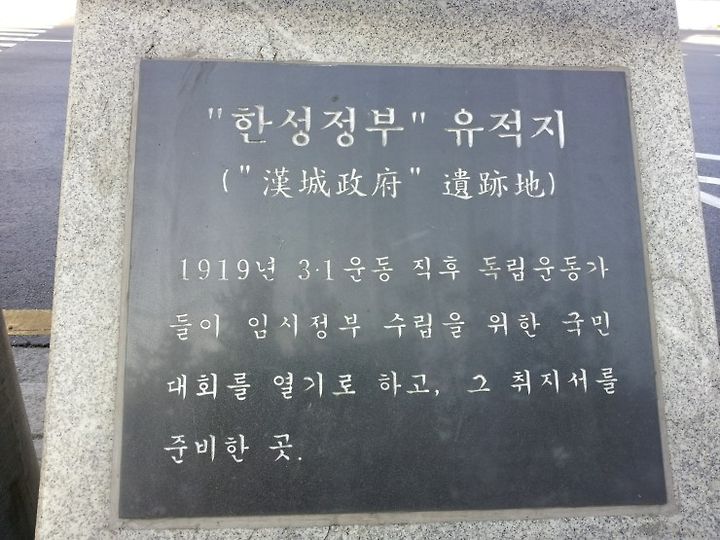 "한성정부" 유적지
("漢城政府" 遺跡地)
1919년 3·1운동 직후 독립운동가
들이 임시정부 수립을 위한 국민
대회를 열기로 하고, 그 취지서를
준비한 곳.